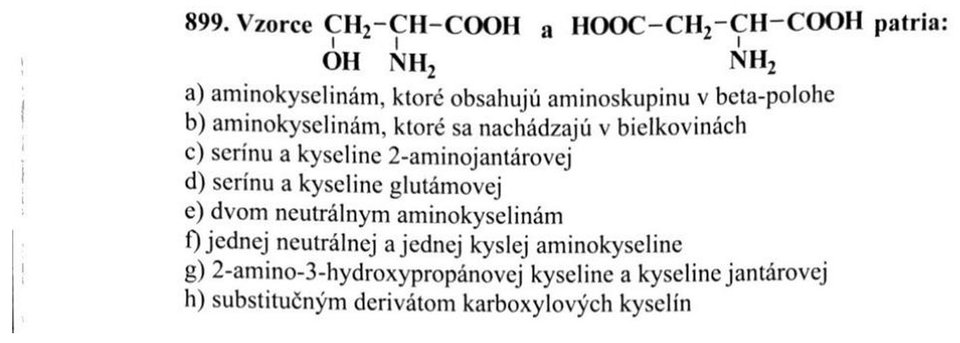 899. Vzorce CH₂-CH-COOH a HOOC-CH₂-CH-COOH patria:
OH NH₂ NH₂
a) aminokyselinám, ktoré obsahujú aminoskupinu v beta-polohe
b) aminokyselinám, ktoré sa nachádzajú v bielkovinách
c) serínu a kyseline 2-aminojantárovej
d) serínu a kyseline glutámovej
e) dvom neutrálnym aminokyselinám
f) jednej neutrálnej a jednej kyslej aminokyseline
g) 2-amino-3-hydroxypropánovej kyseline a kyseline jantárovej
h) substitučným derivátom karboxylových kyselín